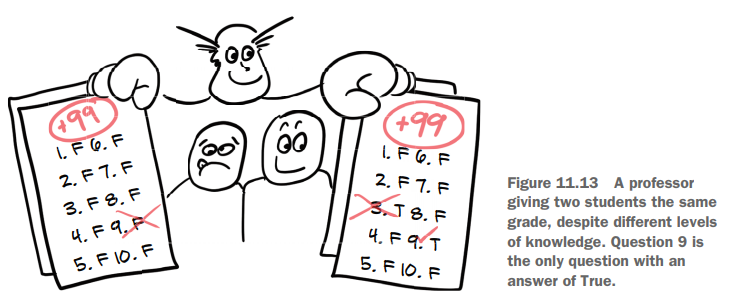 +99
1. F 6. F
2. F 7. F
3. F 8. F
4. F 9. F
5. F 10. F
+99
1. F 6. F
2. F 7. F
3. T 8. F
4. F 9. T
5. F 10. F
Figure 11.13 A professor
giving two students the same
grade, despite different levels
of knowledge. Question 9 is
the only question with an
answer of True.